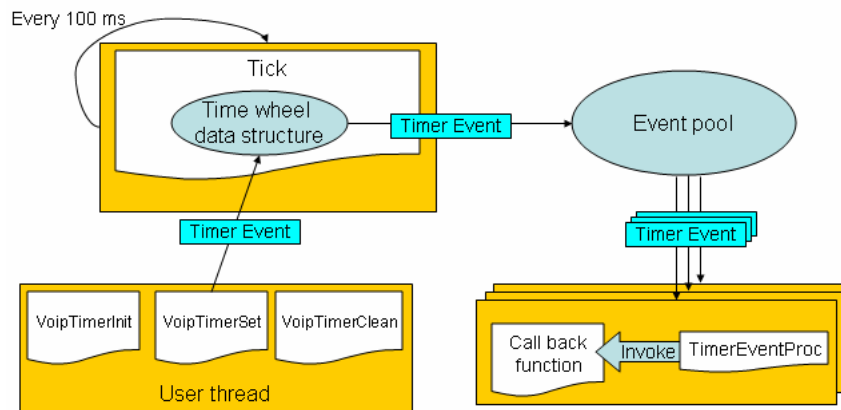 Every 100 ms
Tick
Time wheel
data structure
Timer Event
Event pool
Timer Event
Timer Event
VoipTimerInit
VoipTimerSet
VoipTimerClean
User thread
Call back
function
Invoke
TimerEventProc